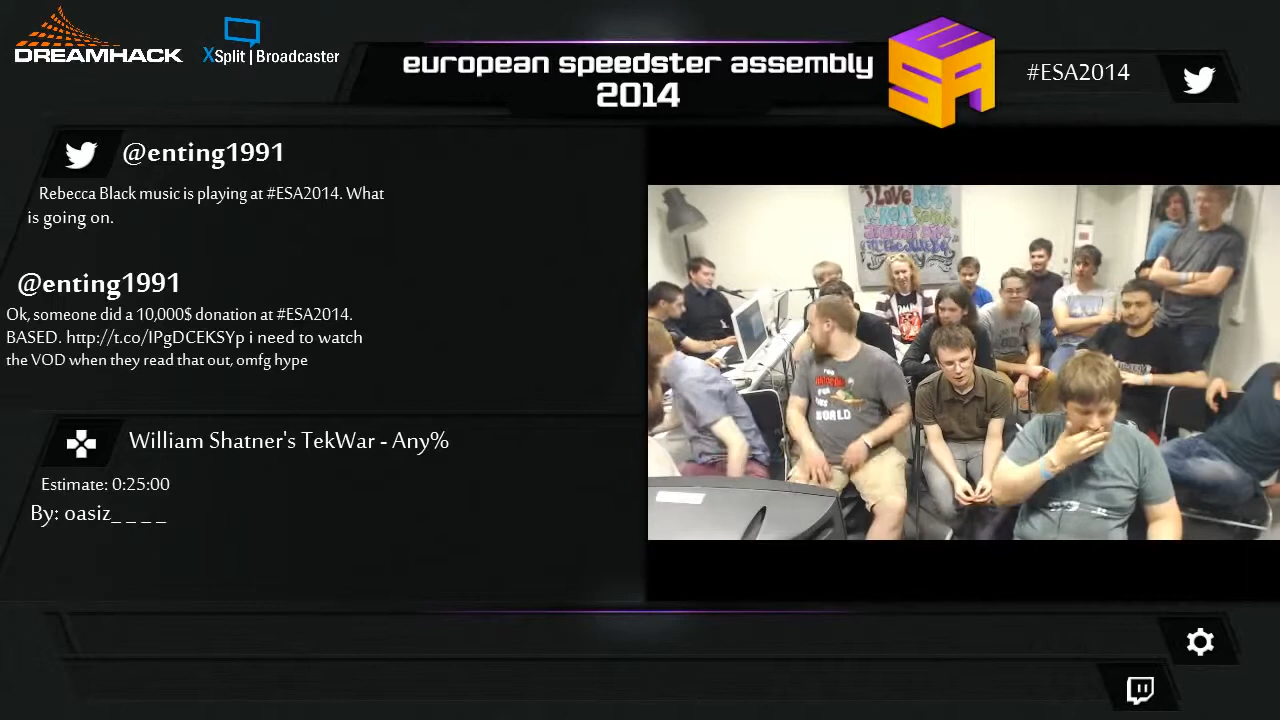 DREAMHACK
XSplit | Broadcaster
european speedster assembly
2014
ESA
#ESA2014
@enting1991
Rebecca Black music is playing at #ESA2014. What
is going on.
@enting1991
Ok, someone did a 10,000$ donation at #ESA2014.
BASED. http://t.co/IPgDCEKSYp i need to watch
the VOD when they read that out, omfg hype
William Shatner's TekWar - Any%
Estimate: 0:25:00
By: oasiz_ _ _ _
I Love
WORLD